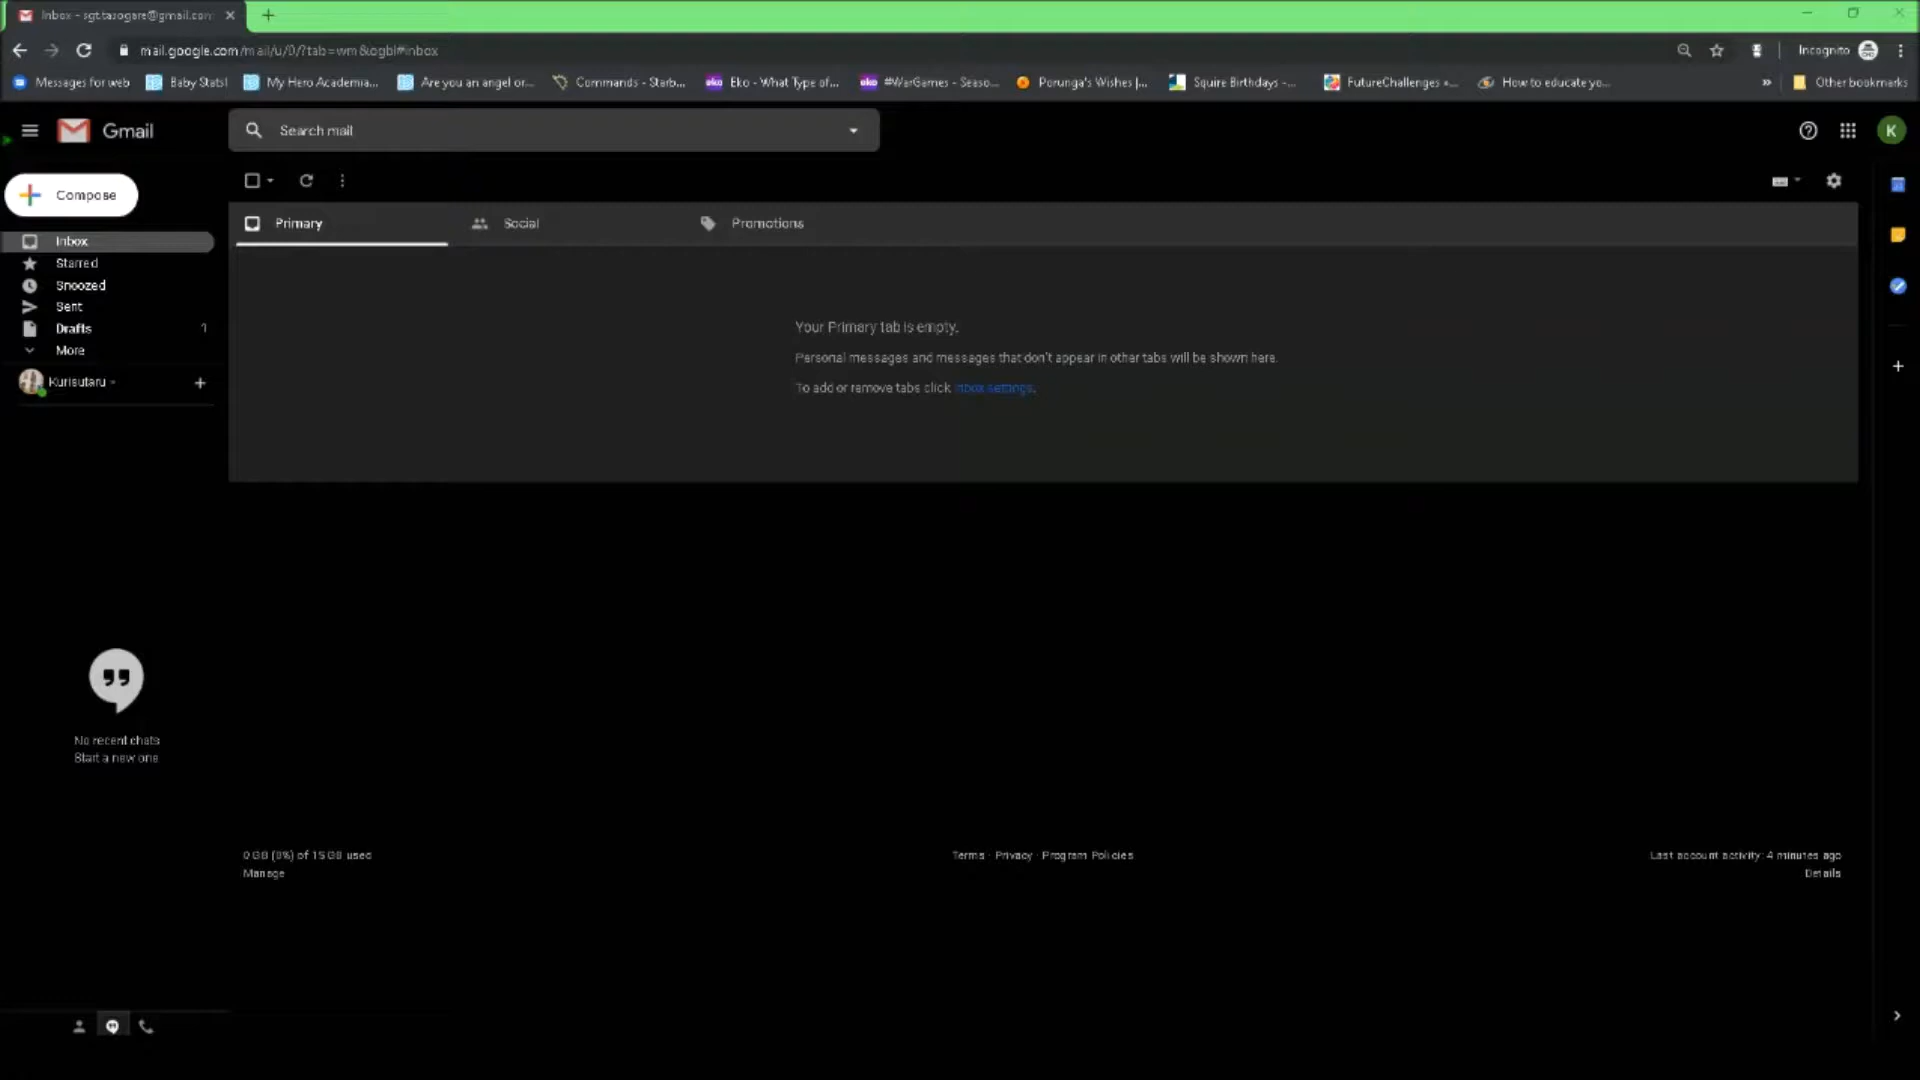 Inbox - sgt.tasogare@gmail.com
mail.google.com/mail/u/0/?tab=wm&ogbl#inbox
Incognito
Messages for web
Baby Stats!
My Hero Academia...
Are you an angel or...
Commands - Starb...
eko
Eko - What Type of...
eko
#WarGames - Seaso...
Porunga's Wishes |...
Squire Birthdays -...
FutureChallenges «...
How to educate yo...
»
Other bookmarks
Gmail
Search mail
K
Compose
Primary
Social
Promotions
Inbox
Starred
Snoozed
Sent
Drafts 1
More
Kurisutaru
Your Primary tab is empty.
Personal messages and messages that don't appear in other tabs will be shown here.
To add or remove tabs click inbox settings.
No recent chats
Start a new one
0 GB (0%) of 15 GB used
Manage
Terms · Privacy · Program Policies
Last account activity: 4 minutes ago
Details